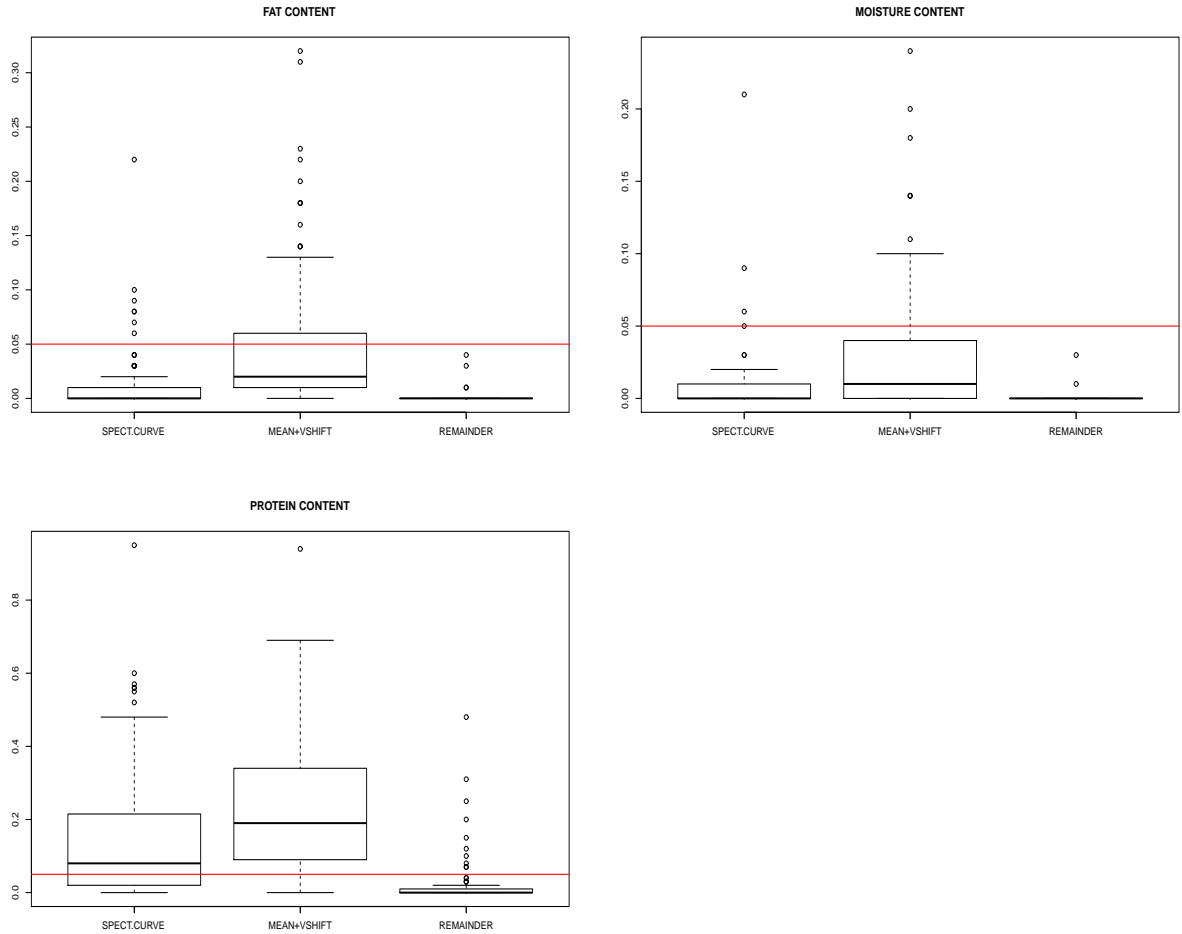 FAT CONTENT
0.30
0.25
0.20
0.15
0.10
0.05
0.00
SPECT.CURVE MEAN+VSHIFT REMAINDER
MOISTURE CONTENT
0.20
0.15
0.10
0.05
0.00
SPECT.CURVE MEAN+VSHIFT REMAINDER
PROTEIN CONTENT
0.8
0.6
0.4
0.2
0.0
SPECT.CURVE MEAN+VSHIFT REMAINDER